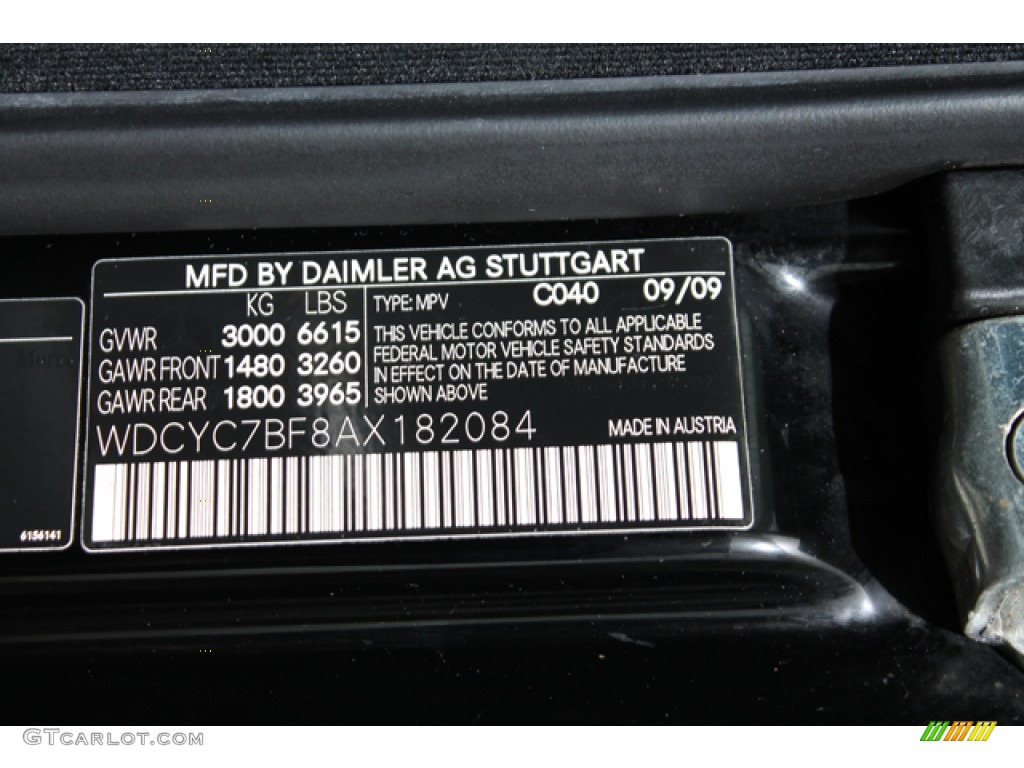 MFD BY DAIMLER AG STUTTGART
KG LBS TYPE: MPV C040 09/09
GVWR 3000 6615
GAWR FRONT 1480 3260
GAWR REAR 1800 3965
THIS VEHICLE CONFORMS TO ALL APPLICABLE
FEDERAL MOTOR VEHICLE SAFETY STANDARDS
IN EFFECT ON THE DATE OF MANUFACTURE
SHOWN ABOVE
WDCYC7BF8AX182084 MADE IN AUSTRIA
6156141
GTCARLOT.COM